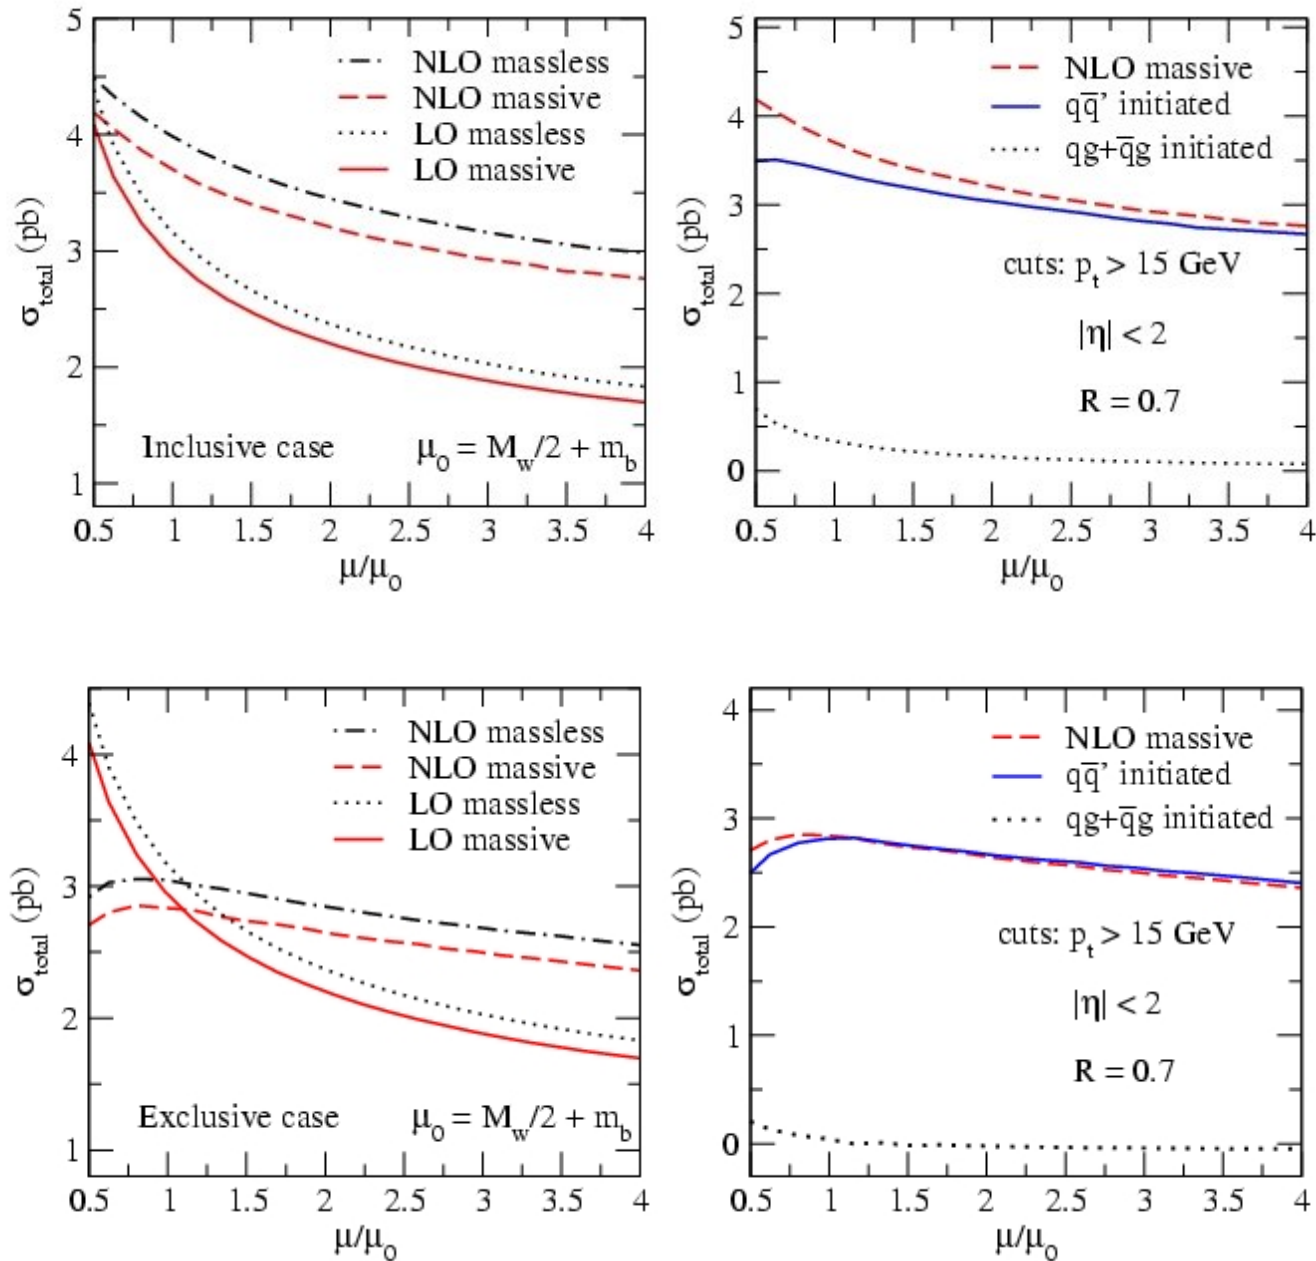 5
4
3
2
1
σ_total (pb)
NLO massless
NLO massive
LO massless
LO massive
Inclusive case
μ_0 = M_w/2 + m_b
0.5 1 1.5 2 2.5 3 3.5 4
μ/μ_0
5
4
3
2
1
0
σ_total (pb)
NLO massive
qq̄' initiated
qg+q̄g initiated
cuts: p_t > 15 GeV
|η| < 2
R = 0.7
0.5 1 1.5 2 2.5 3 3.5 4
μ/μ_0
4
3
2
1
σ_total (pb)
NLO massless
NLO massive
LO massless
LO massive
Exclusive case
μ_0 = M_w/2 + m_b
0.5 1 1.5 2 2.5 3 3.5 4
μ/μ_0
4
3
2
1
0
σ_total (pb)
NLO massive
qq̄' initiated
qg+q̄g initiated
cuts: p_t > 15 GeV
|η| < 2
R = 0.7
0.5 1 1.5 2 2.5 3 3.5 4
μ/μ_0